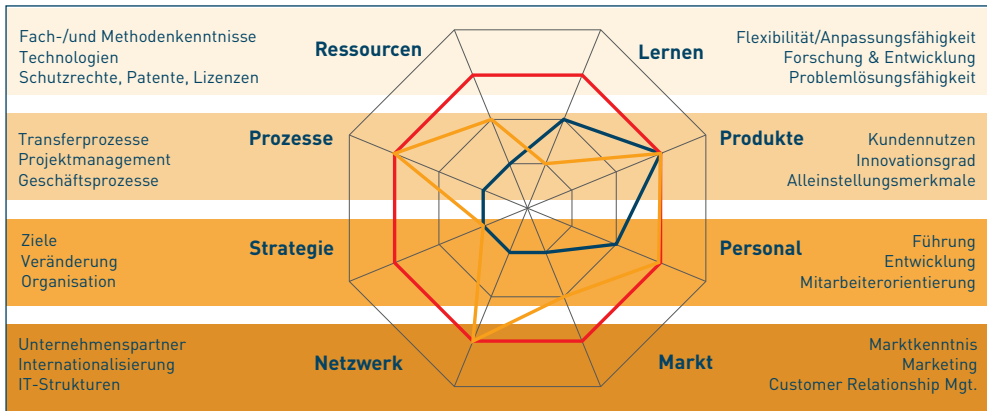 Fach-/und Methodenkenntnisse
Technologien
Schutzrechte, Patente, Lizenzen
Ressourcen
Lernen
Flexibilität/Anpassungsfähigkeit
Forschung & Entwicklung
Problemlösungsfähigkeit
Transferprozesse
Projektmanagement
Geschäftsprozesse
Prozesse
Produkte
Kundennutzen
Innovationsgrad
Alleinstellungsmerkmale
Ziele
Veränderung
Organisation
Strategie
Personal
Führung
Entwicklung
Mitarbeiterorientierung
Unternehmenspartner
Internationalisierung
IT-Strukturen
Netzwerk
Markt
Marktkenntnis
Marketing
Customer Relationship Mgt.